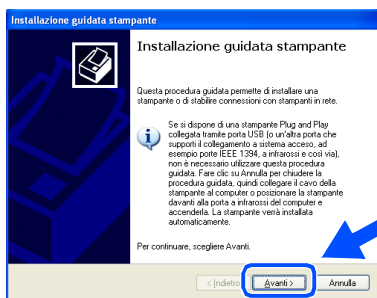 Installazione guidata stampante
Installazione guidata stampante
Questa procedura guidata permette di installare una
stampante o di stabilire connessioni con stampanti in rete.
Se si dispone di una stampante Plug and Play
collegata tramite porta USB (o un'altra porta che
supporti il collegamento a sistema acceso, ad
esempio porte IEEE 1394, a infrarossi e così via),
non è necessario utilizzare questa procedura
guidata. Fare clic su Annulla per chiudere la
procedura guidata, quindi collegare il cavo della
stampante al computer o posizionare la stampante
davanti alla porta a infrarossi del computer e
accenderla. La stampante verrà installata
automaticamente.
Per continuare, scegliere Avanti.
< Indietro Avanti > Annulla